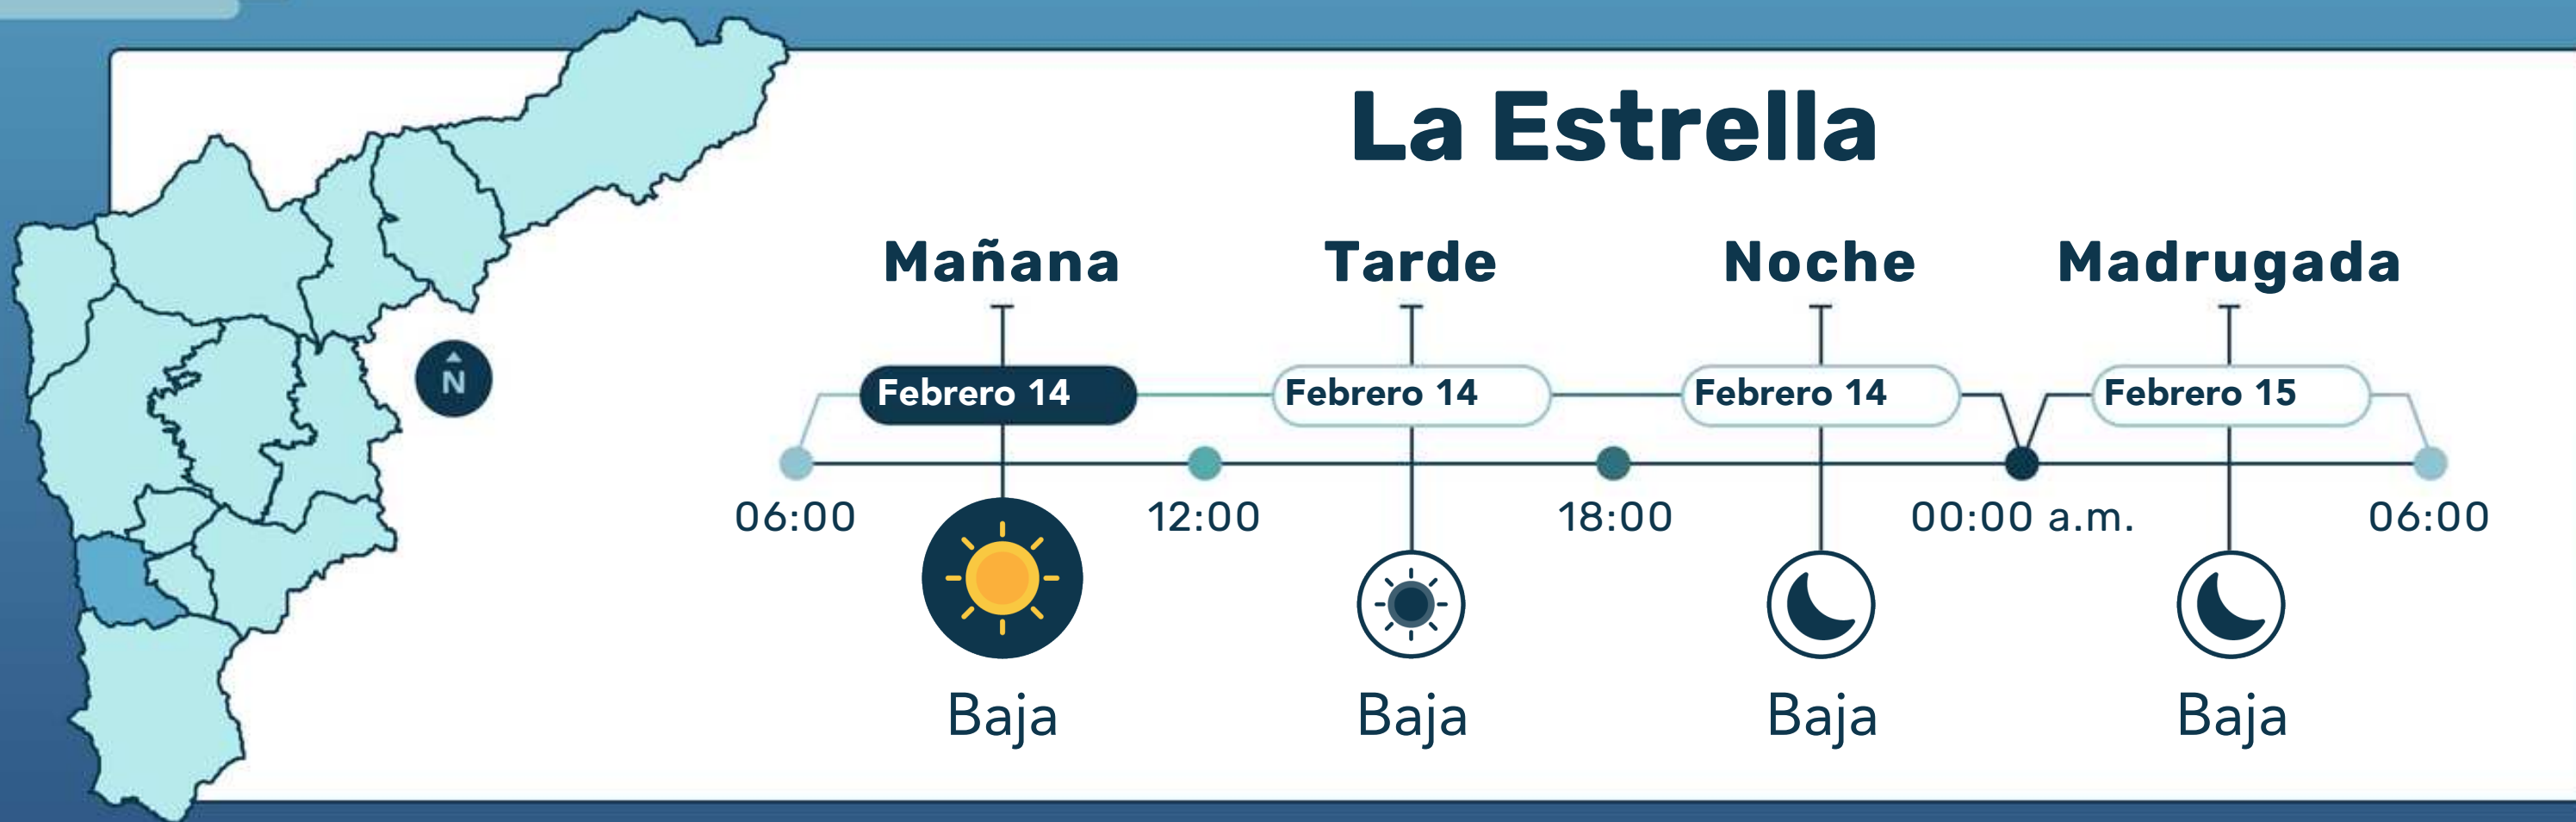 La Estrella
Mañana Tarde Noche Madrugada
Febrero 14 Febrero 14 Febrero 14 Febrero 15
N
06:00 12:00 18:00 00:00 a.m. 06:00
Baja Baja Baja Baja